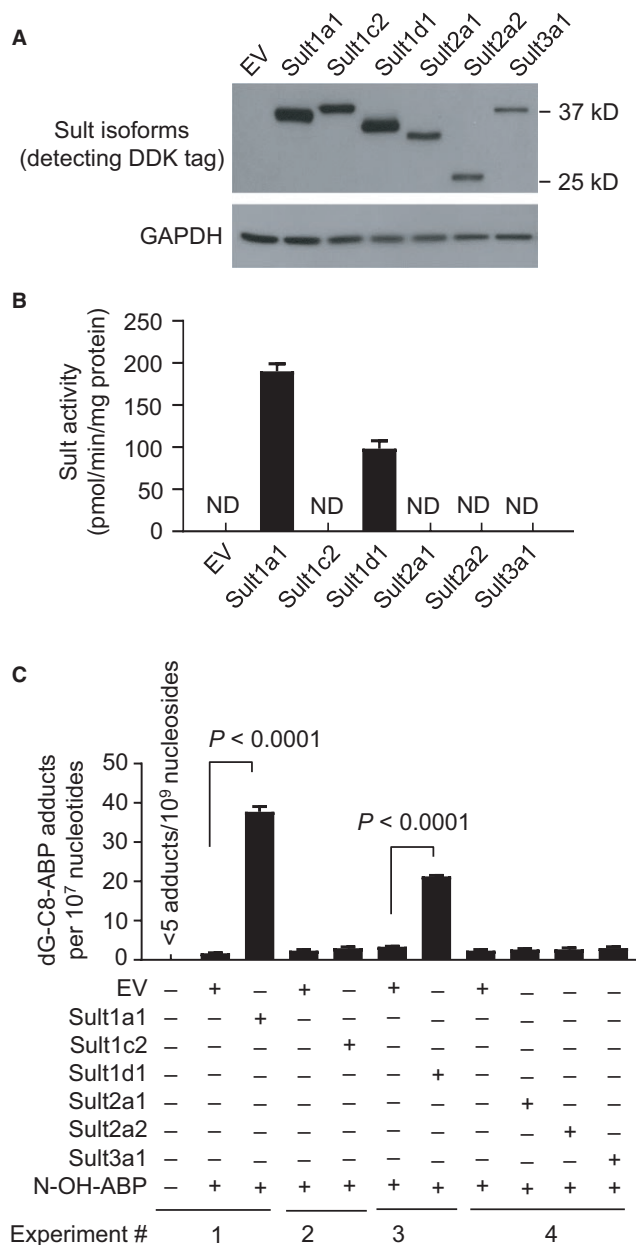 A
EV Sult1a1 Sult1c2 Sult1d1 Sult2a1 Sult2a2 Sult3a1
Sult isoforms
(detecting DDK tag)
– 37 kD
– 25 kD
GAPDH
B
Sult activity
(pmol/min/mg protein)
250
200
150
100
50
0
ND ND ND ND ND
EV Sult1a1 Sult1c2 Sult1d1 Sult2a1 Sult2a2 Sult3a1
C
dG-C8-ABP adducts
per 10⁷ nucleotides
50
40
30
20
10
0
<5 adducts/10⁹ nucleosides
P < 0.0001
P < 0.0001
EV – + – + – + – + – – –
Sult1a1 – – + – – – – – – – –
Sult1c2 – – – – + – – – – – –
Sult1d1 – – – – – – + – – – –
Sult2a1 – – – – – – – – + – –
Sult2a2 – – – – – – – – – + –
Sult3a1 – – – – – – – – – – +
N-OH-ABP – + + + + + + + + + +
Experiment # 1 2 3 4